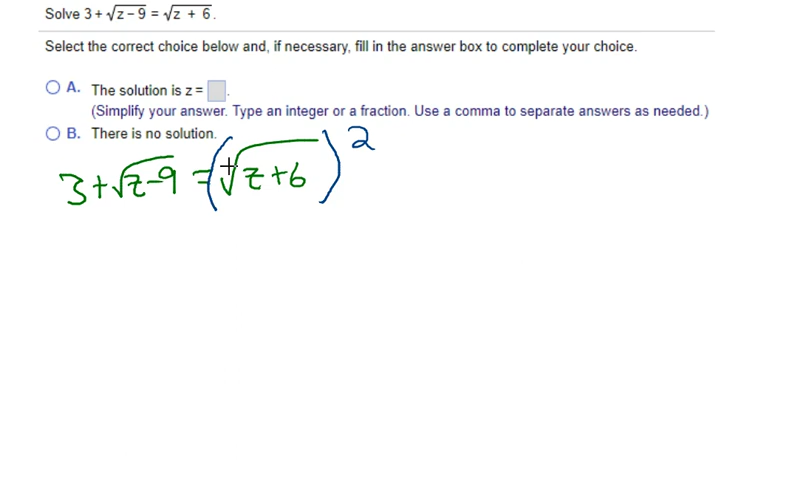 Solve 3 + √z − 9 = √z + 6.
Select the correct choice below and, if necessary, fill in the answer box to complete your choice.
A. The solution is z = .
(Simplify your answer. Type an integer or a fraction. Use a comma to separate answers as needed.)
B. There is no solution.
3+√z-9 =(√z+6)2